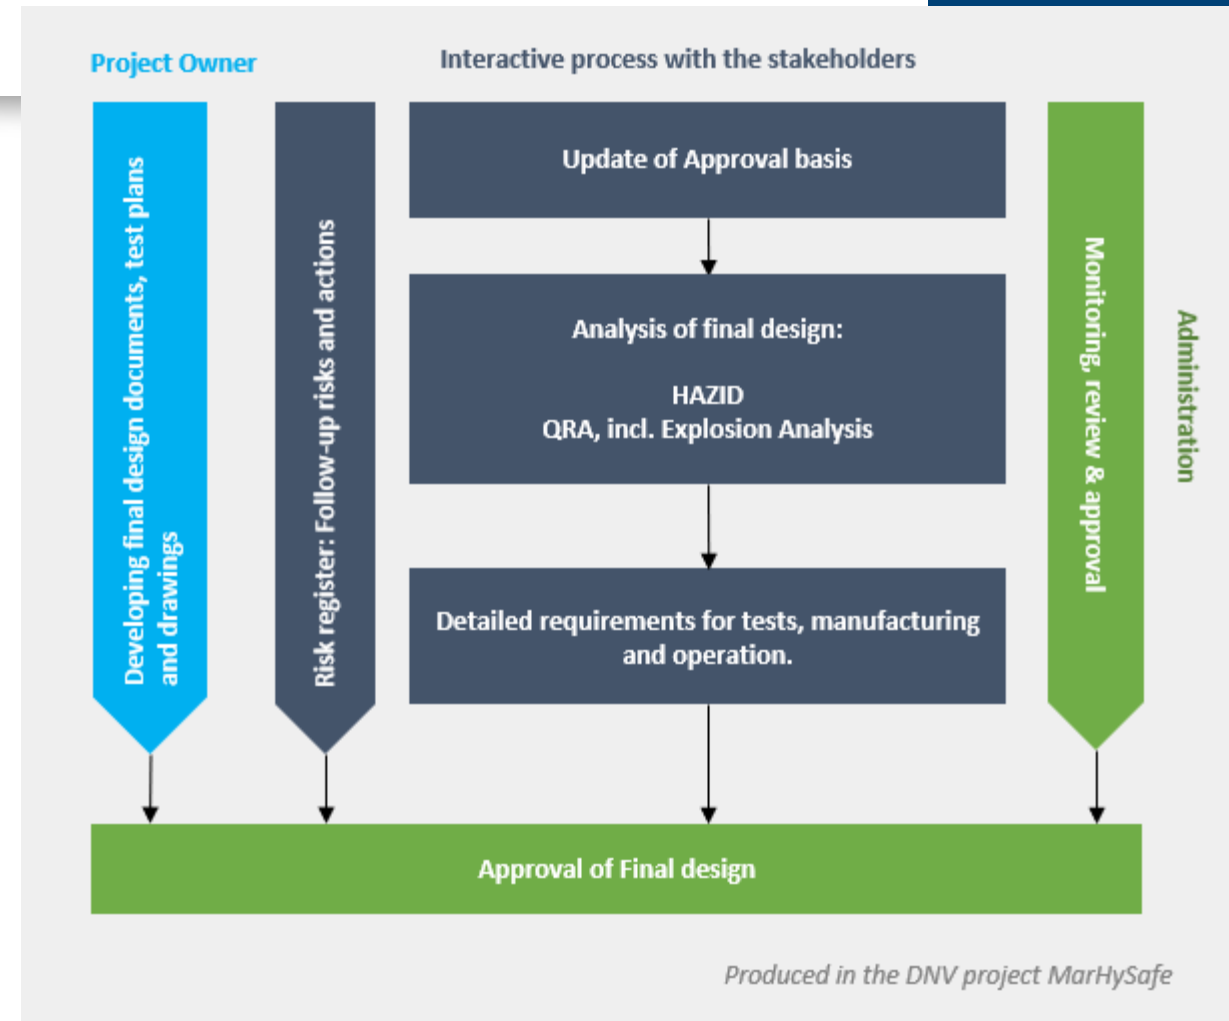 Project Owner
Interactive process with the stakeholders
Developing final design documents, test plans
and drawings
Risk register: Follow-up risks and actions
Update of Approval basis
Analysis of final design:
HAZID
QRA, incl. Explosion Analysis
Detailed requirements for tests, manufacturing
and operation.
Monitoring, review & approval
Administration
Approval of Final design
Produced in the DNV project MarHySafe